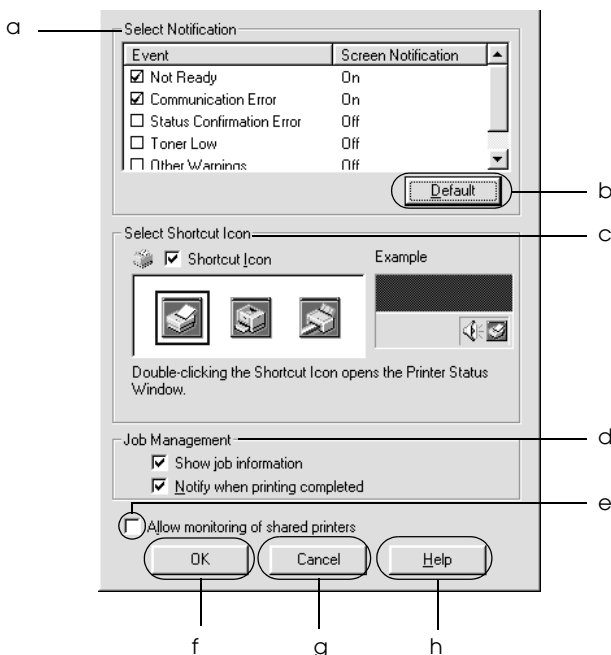 a
Select Notification
Event Screen Notification
Not Ready On
Communication Error On
Status Confirmation Error Off
Toner Low Off
Other Warnings Off
Default
b
Select Shortcut Icon
c
Shortcut Icon
Example
Double-clicking the Shortcut Icon opens the Printer Status
Window.
Job Management
d
Show job information
Notify when printing completed
e
Allow monitoring of shared printers
OK Cancel Help
f g h